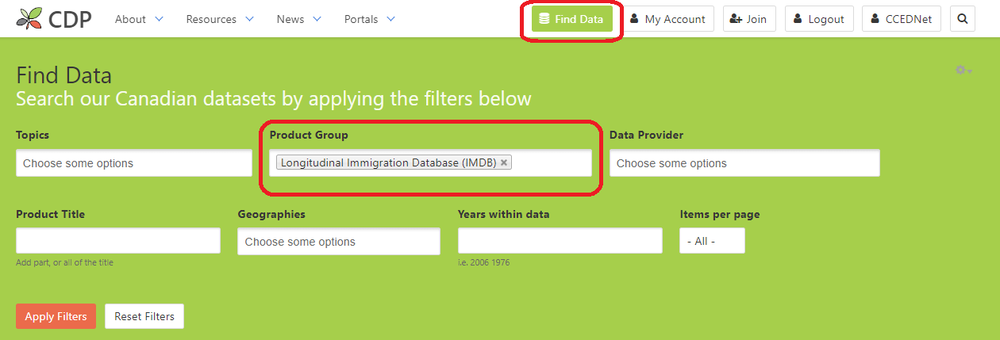 CDP About Resources News Portals Find Data My Account Join Logout CCEDNet
Find Data
Search our Canadian datasets by applying the filters below
Topics Product Group Data Provider
Choose some options Longitudinal Immigration Database (IMDB) Choose some options
Product Title Geographies Years within data Items per page
Choose some options - All -
Add part, or all of the title i.e. 2006 1976
Apply Filters Reset Filters